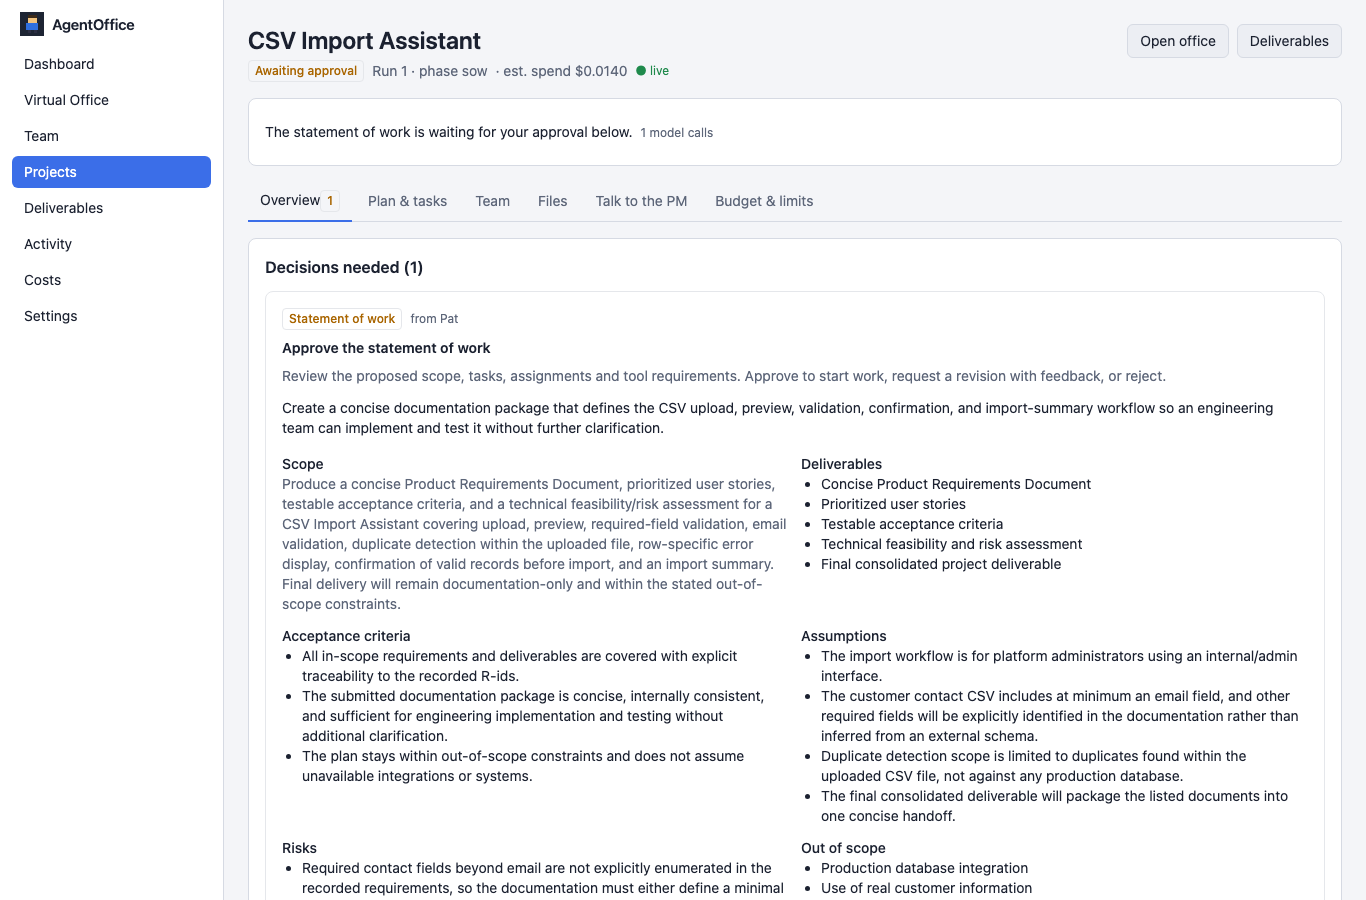 AgentOffice
Dashboard
Virtual Office
Team
Projects
Deliverables
Activity
Costs
Settings
CSV Import Assistant
Open office
Deliverables
Awaiting approval
Run 1 · phase sow · est. spend $0.0140
live
The statement of work is waiting for your approval below. 1 model calls
Overview 1
Plan & tasks
Team
Files
Talk to the PM
Budget & limits
Decisions needed (1)
Statement of work
from Pat
Approve the statement of work
Review the proposed scope, tasks, assignments and tool requirements. Approve to start work, request a revision with feedback, or reject.
Create a concise documentation package that defines the CSV upload, preview, validation, confirmation, and import-summary workflow so an engineering
team can implement and test it without further clarification.
Scope
Produce a concise Product Requirements Document, prioritized user stories,
testable acceptance criteria, and a technical feasibility/risk assessment for a
CSV Import Assistant covering upload, preview, required-field validation, email
validation, duplicate detection within the uploaded file, row-specific error
display, confirmation of valid records before import, and an import summary.
Final delivery will remain documentation-only and within the stated out-of-
scope constraints.
Deliverables
• Concise Product Requirements Document
• Prioritized user stories
• Testable acceptance criteria
• Technical feasibility and risk assessment
• Final consolidated project deliverable
Acceptance criteria
• All in-scope requirements and deliverables are covered with explicit
traceability to the recorded R-ids.
• The submitted documentation package is concise, internally consistent,
and sufficient for engineering implementation and testing without
additional clarification.
• The plan stays within out-of-scope constraints and does not assume
unavailable integrations or systems.
Assumptions
• The import workflow is for platform administrators using an internal/admin
interface.
• The customer contact CSV includes at minimum an email field, and other
required fields will be explicitly identified in the documentation rather than
inferred from an external schema.
• Duplicate detection scope is limited to duplicates found within the
uploaded CSV file, not against any production database.
• The final consolidated deliverable will package the listed documents into
one concise handoff.
Risks
• Required contact fields beyond email are not explicitly enumerated in the
recorded requirements, so the documentation must either define a minimal
Out of scope
• Production database integration
• Use of real customer information